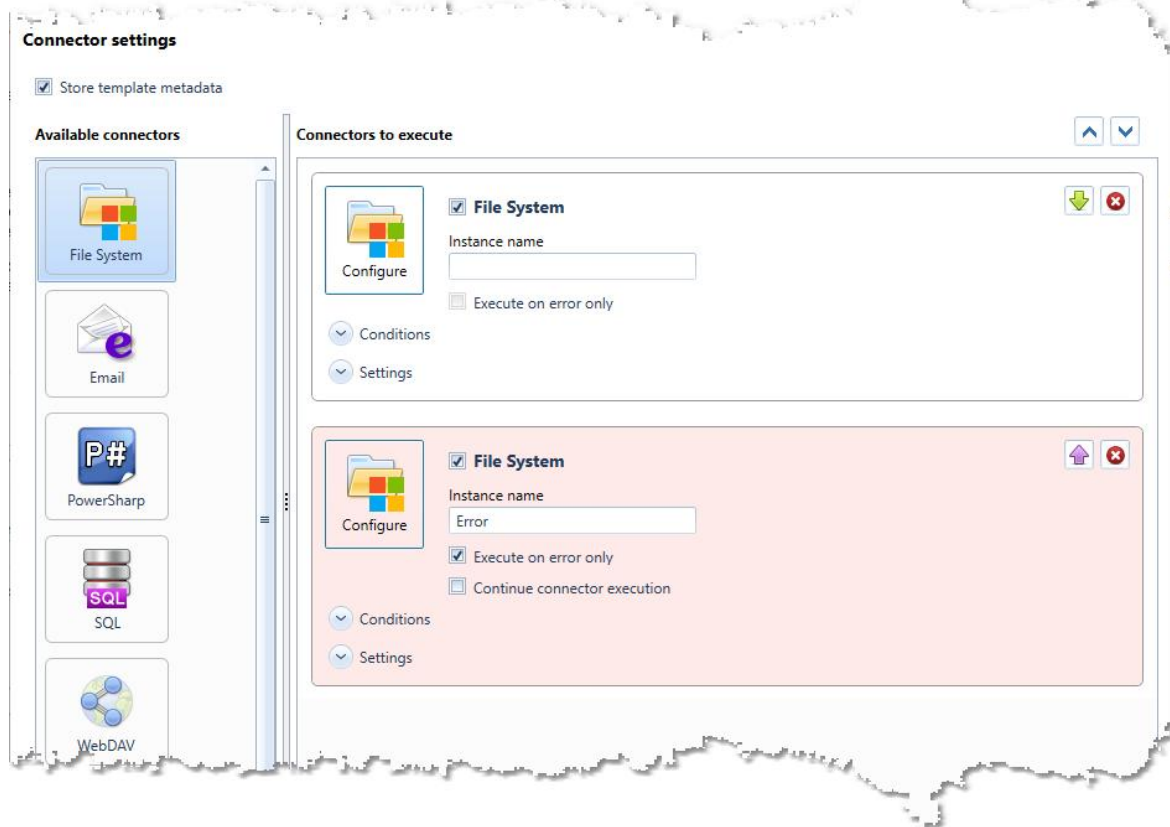 Connector settings
Store template metadata
Available connectors
File System
Email
P#
PowerSharp
SQL
SQL
WebDAV
Connectors to execute
Configure
File System
Instance name
Execute on error only
Conditions
Settings
Configure
File System
Instance name
Error
Execute on error only
Continue connector execution
Conditions
Settings